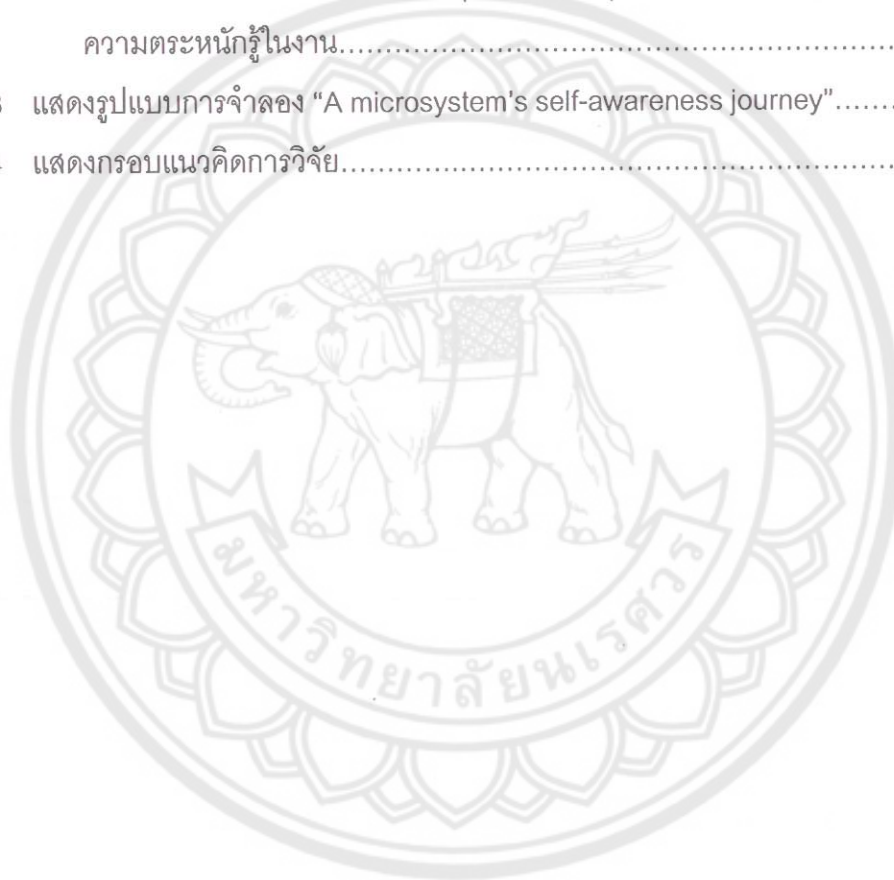 ความตระหนักรู้ในงาน................................................................
แสดงรูปแบบการจำลอง “A microsystem's self-awareness journey”.......
แสดงกรอบแนวคิดการวิจัย................................................................
มหาวิทยาลัยนเรศวร